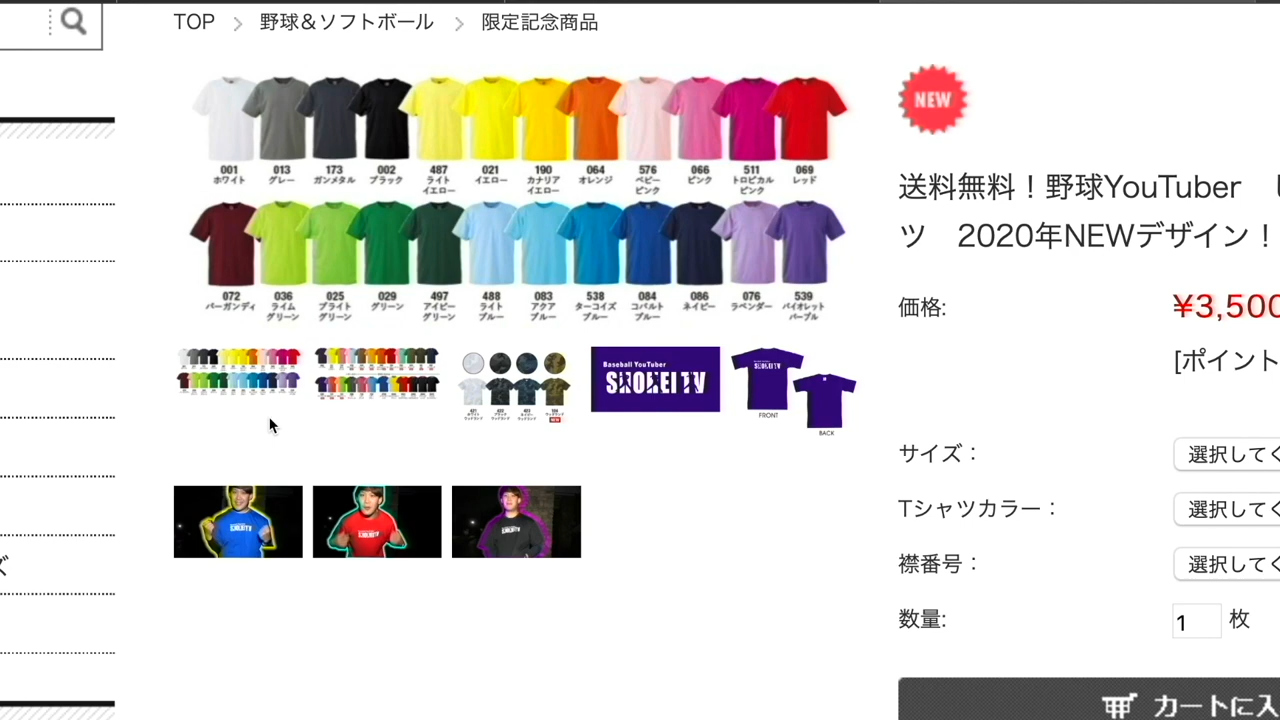 TOP > 野球＆ソフトボール > 限定記念商品
001 013 173 002 487 021 190 064 576 066 511 069
ホワイト グレー ガンメタル ブラック ライトイエロー イエロー カナリアイエロー オレンジ ベビーピンク ピンク トロピカルピンク レッド
072 036 025 029 497 488 083 538 084 086 076 539
バーガンディ ライムグリーン ブライトグリーン グリーン アイビーグリーン ライトブルー アクアブルー ターコイズブルー コバルトブルー ネイビー ラベンダー バイオレットパープル
Baseball YouTuber
SHOHEI TV
FRONT
BACK
NEW
送料無料！野球YouTuber 「
ツ 2020年NEWデザイン！
価格: ¥3,500
[ポイント
サイズ： 選択してく
Tシャツカラー： 選択してく
襟番号： 選択してく
数量: 1 枚
カートに入
ズ